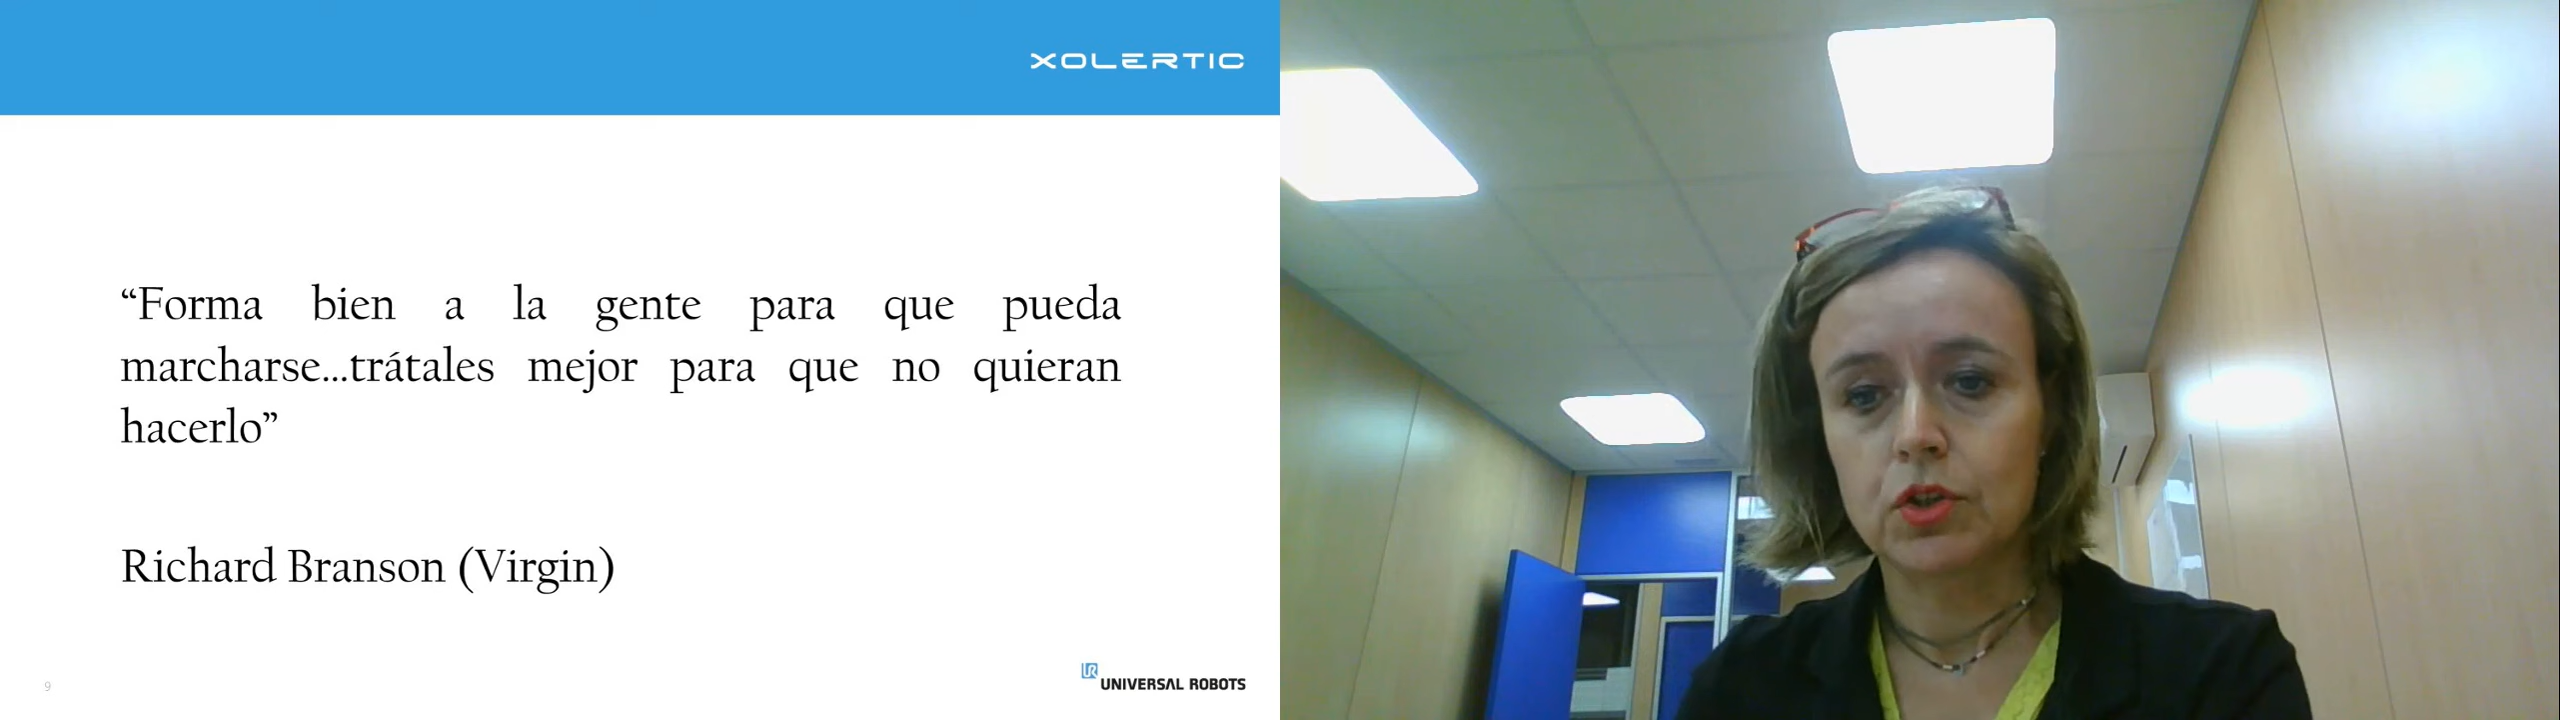 XOLERTIC
“Forma bien a la gente para que pueda
marcharse...trátales mejor para que no quieran
hacerlo”
Richard Branson (Virgin)
9
UR
UNIVERSAL ROBOTS